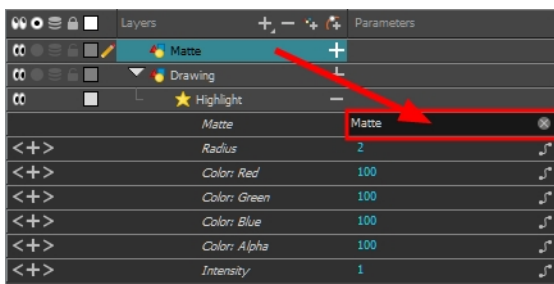 Layers Parameters
Matte
Drawing
Highlight
Matte Matte
Radius 2
Color: Red 100
Color: Green 100
Color: Blue 100
Color: Alpha 100
Intensity 1